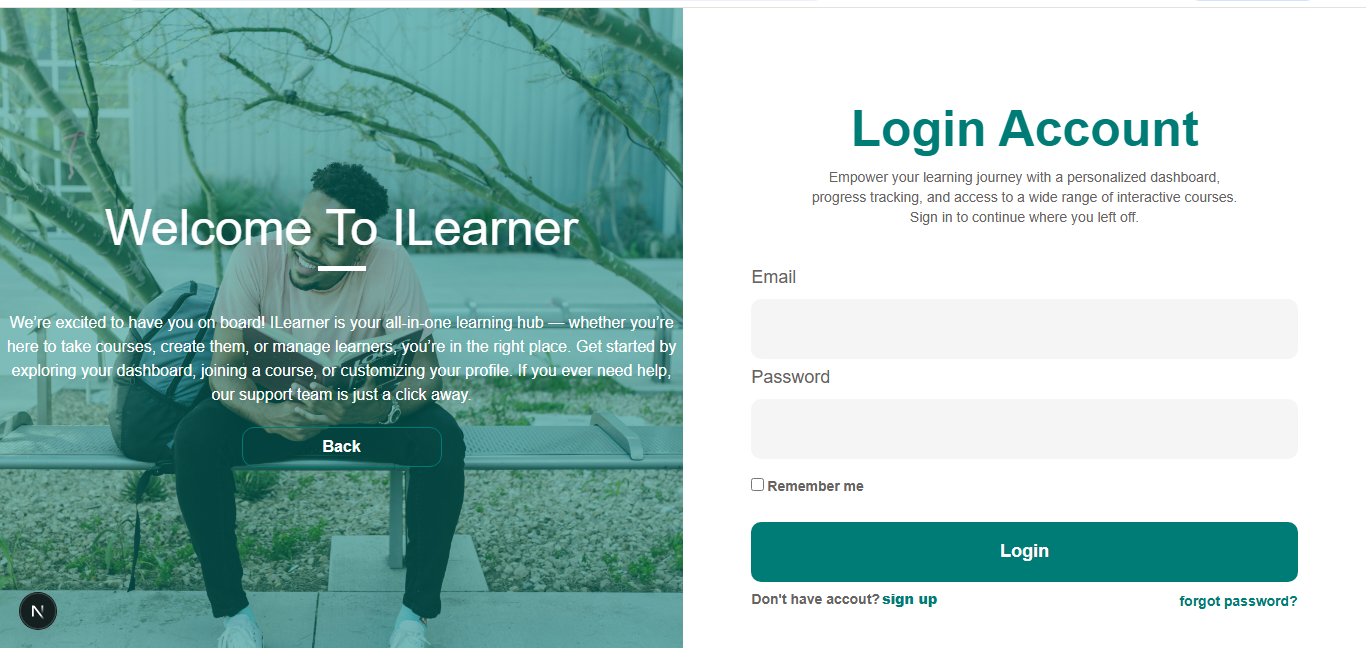 Welcome To ILearner
We’re excited to have you on board! ILearner is your all-in-one learning hub — whether you’re
here to take courses, create them, or manage learners, you’re in the right place. Get started by
exploring your dashboard, joining a course, or customizing your profile. If you ever need help,
our support team is just a click away.
Back
N
Login Account
Empower your learning journey with a personalized dashboard,
progress tracking, and access to a wide range of interactive courses.
Sign in to continue where you left off.
Email
Password
Remember me
Login
Don't have accout? sign up
forgot password?